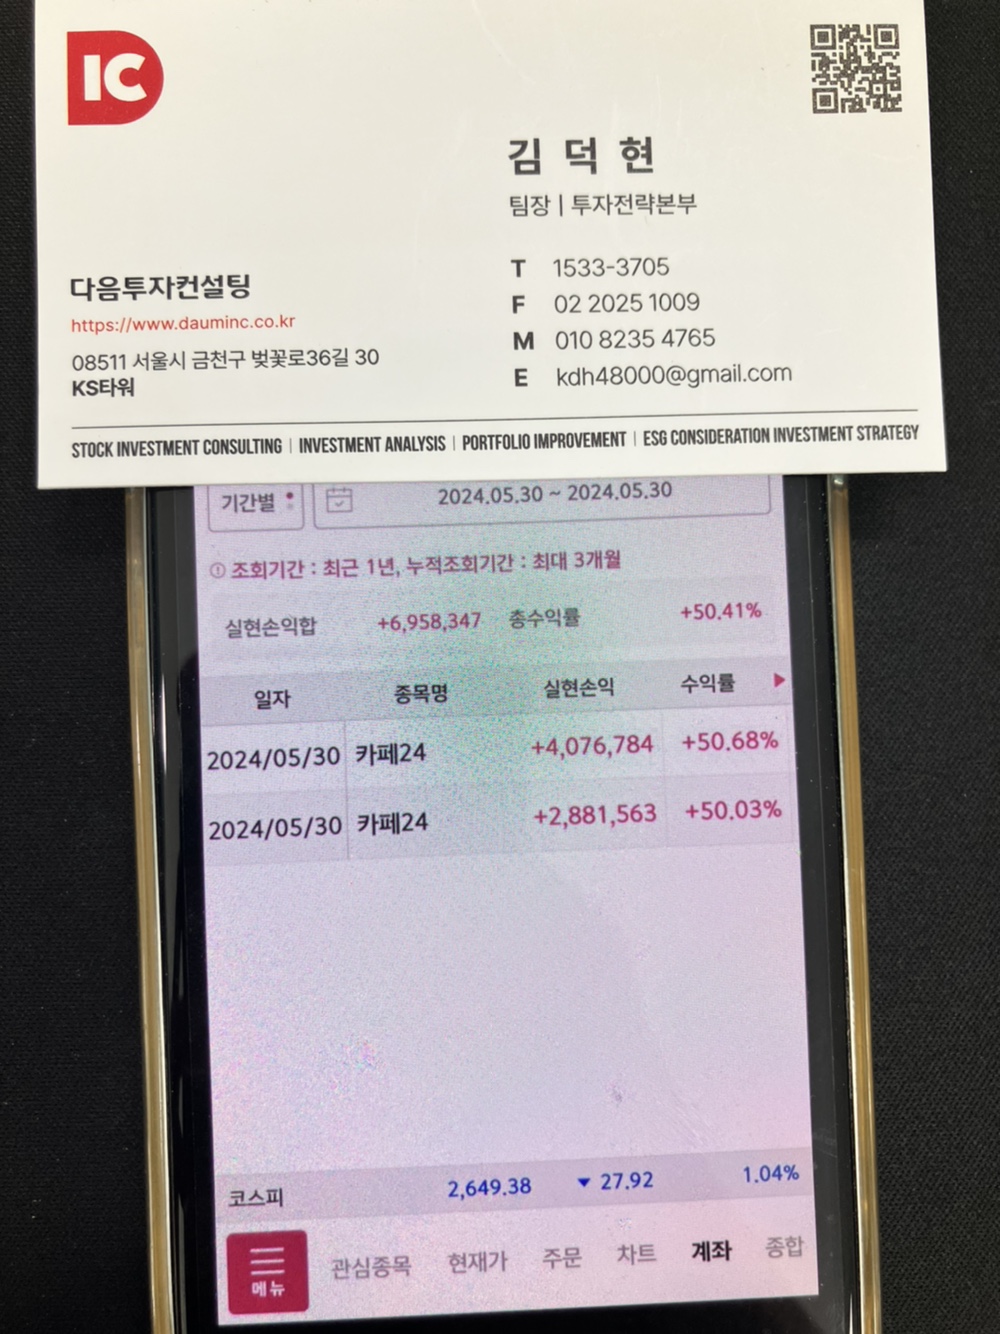 IC
김덕현
팀장 | 투자전략본부
T 1533-3705
F 02 2025 1009
M 010 8235 4765
E kdh48000@gmail.com
다음투자컨설팅
https://www.dauminc.co.kr
08511 서울시 금천구 벚꽃로36길 30
KS타워
STOCK INVESTMENT CONSULTING | INVESTMENT ANALYSIS | PORTFOLIO IMPROVEMENT | ESG CONSIDERATION INVESTMENT STRATEGY
기간별 2024.05.30 ~ 2024.05.30
조회기간 : 최근 1년, 누적조회기간 : 최대 3개월
실현손익합 +6,958,347 총수익률 +50.41%
일자 종목명 실현손익 수익률
2024/05/30 카페24 +4,076,784 +50.68%
2024/05/30 카페24 +2,881,563 +50.03%
코스피 2,649.38 ▼ 27.92 1.04%
메뉴 관심종목 현재가 주문 차트 계좌 종합